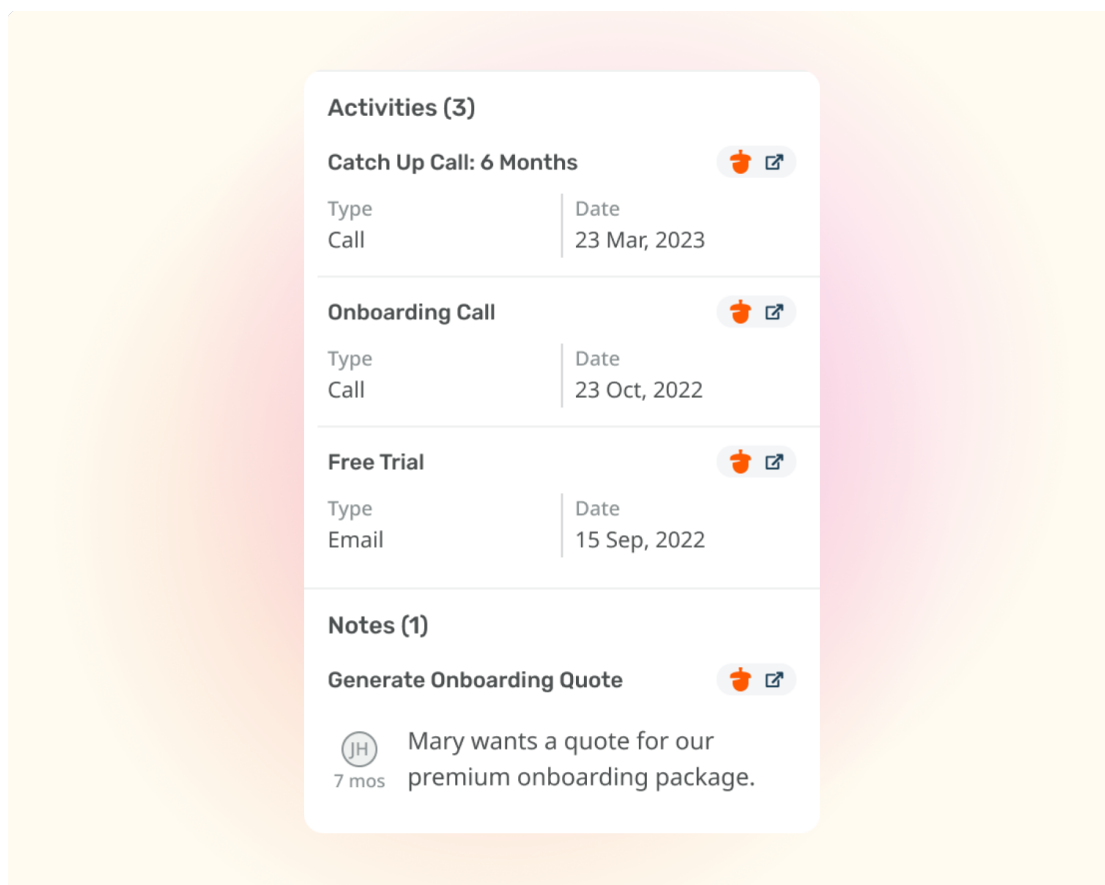 Activities (3)
Catch Up Call: 6 Months
Type
Call
Date
23 Mar, 2023
Onboarding Call
Type
Call
Date
23 Oct, 2022
Free Trial
Type
Email
Date
15 Sep, 2022
Notes (1)
Generate Onboarding Quote
JH
7 mos
Mary wants a quote for our
premium onboarding package.